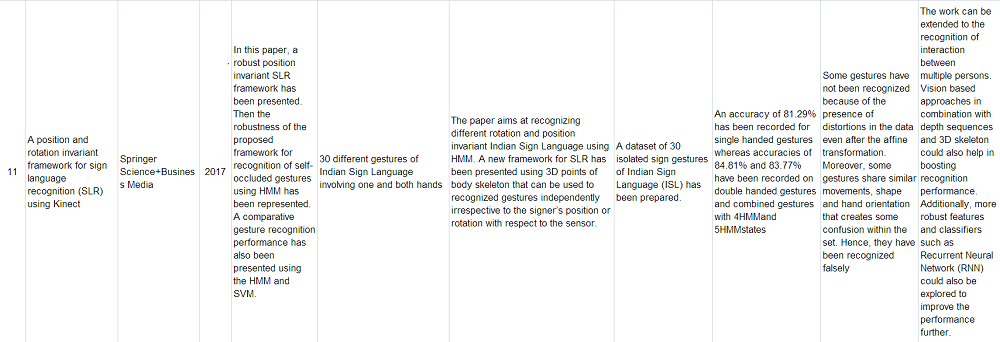 11
A position and
rotation invariant
framework for sign
language
recognition (SLR)
using Kinect
Springer
Science+Busines
s Media
2017
In this paper, a
robust position
invariant SLR
framework has
been presented.
Then the
robustness of the
proposed
framework for
recognition of self-
occluded gestures
using HMM has
been represented.
A comparative
gesture recognition
performance has
also been
presented using
the HMM and
SVM.
30 different gestures of
Indian Sign Language
involving one and both hands
The paper aims at recognizing
different rotation and position
invariant Indian Sign Language using
HMM. A new framework for SLR has
been presented using 3D points of
body skeleton that can be used to
recognized gestures independently
irrespective to the signer's position or
rotation with respect to the sensor.
A dataset of 30
isolated sign gestures
of Indian Sign
Language (ISL) has
been prepared.
An accuracy of 81.29%
has been recorded for
single handed gestures
whereas accuracies of
84.81% and 83.77%
have been recorded on
double handed gestures
and combined gestures
with 4HMMand
5HMMstates
Some gestures have
not been recognized
because of the
presence of
distortions in the data
even after the affine
transformation.
Moreover, some
gestures share similar
movements, shape
and hand orientation
that creates some
confusion within the
set. Hence, they have
been recognized
falsely
The work can be
extended to the
recognition of
interaction
between
multiple persons.
Vision based
approaches in
combination with
depth sequences
and 3D skeleton
could also help in
boosting
recognition
performance.
Additionally, more
robust features
and classifiers
such as
Recurrent Neural
Network (RNN)
could also be
explored to
improve the
performance
further.